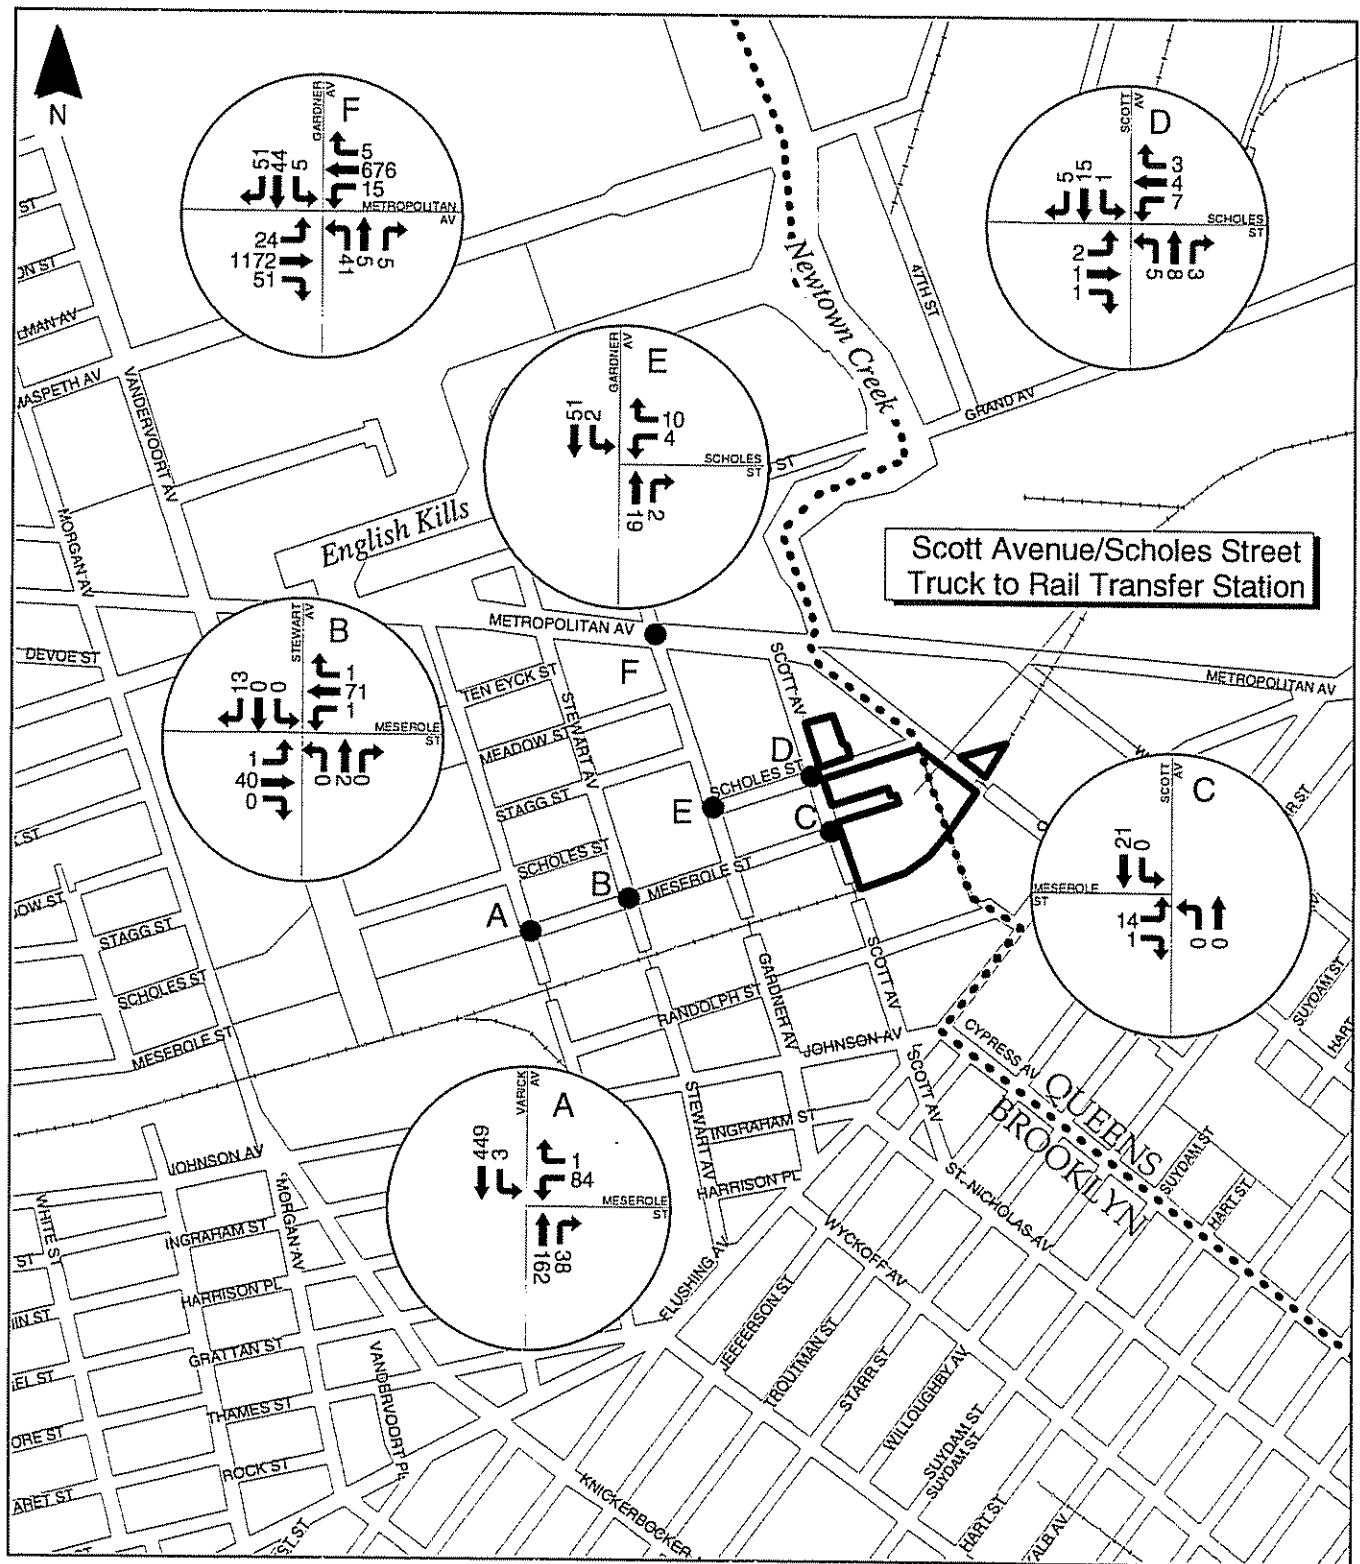 N
GARDNER
AV
F
51
44
5
5
676
15
METROPOLITAN
AV
24
1172
51
41
5
5
SCOTT
AV
D
5
15
1
3
4
7
SCHOLES
ST
2
1
1
5
8
3
GARDNER
AV
E
51
2
10
4
SCHOLES
ST
19
2
ST
Newtown Creek
47TH ST
GRAND AV
ST
MASPETH AV
VANDERVOORT AV
MORGAN AV
English Kills
Scott Avenue/Scholes Street
Truck to Rail Transfer Station
STEWART
AV
B
13
0
0
1
71
1
MESEROLE
ST
1
40
0
0
2
0
METROPOLITAN AV
F
METROPOLITAN AV
DEVOE ST
TEN EYCK ST
STEWART AV
MEADOW ST
SCOTT AV
D
SCHOLES ST
STAGG ST
E
C
SCHOLES ST
B
MESEROLE ST
A
SCOTT
AV
C
21
0
MESEROLE
ST
14
1
0
0
STAGG ST
SCHOLES ST
MESEROLE ST
RANDOLPH ST
GARDNER AV
SCOTT AV
JOHNSON AV
SCOTT AV
CYPRESS AV
SUYDAM ST
HART
QUEENS
BROOKLYN
VARICK
AV
A
449
3
1
84
MESEROLE
ST
162
38
STEWART AV
INGRAHAM ST
HARRISON PL
JOHNSON AV
WHITE ST
MORGAN AV
INGRAHAM ST
HARRISON PL
GRATTAN ST
THAMES ST
ROCK ST
VANDERVOORT PL
FLUSHING AV
ST. NICHOLAS AV
WYCKOFF AV
SUYDAM ST
HART ST
JEFFERSON ST
TROUTMAN ST
STARR ST
WILLOUGHBY AV
SUYDAM ST
SUYDAM ST
HART ST
KNICKERBOCKER